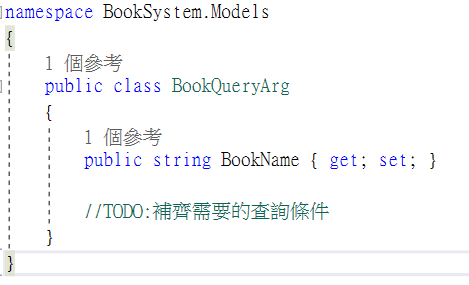 namespace BookSystem.Models
{
1 個參考
public class BookQueryArg
{
1 個參考
public string BookName { get; set; }
//TODO:補齊需要的查詢條件
}
}